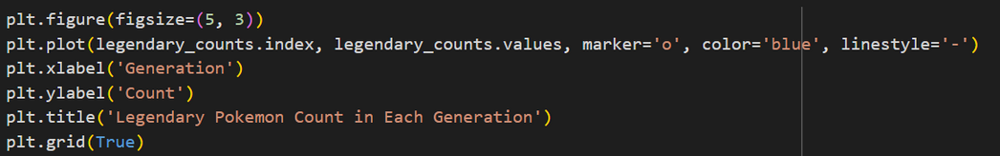 plt.figure(figsize=(5, 3))
plt.plot(legendary_counts.index, legendary_counts.values, marker='o', color='blue', linestyle='-')
plt.xlabel('Generation')
plt.ylabel('Count')
plt.title('Legendary Pokemon Count in Each Generation')
plt.grid(True)